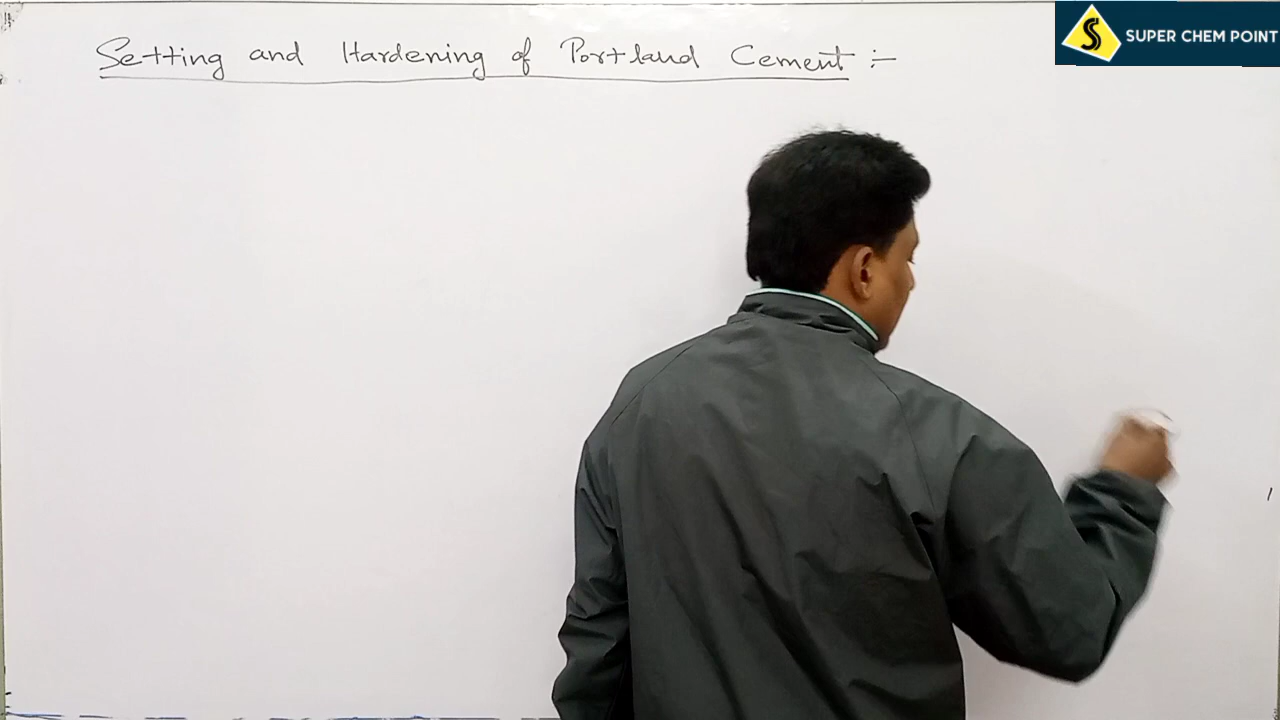 Setting and Hardening of Portland Cement :-
SUPER CHEM POINT